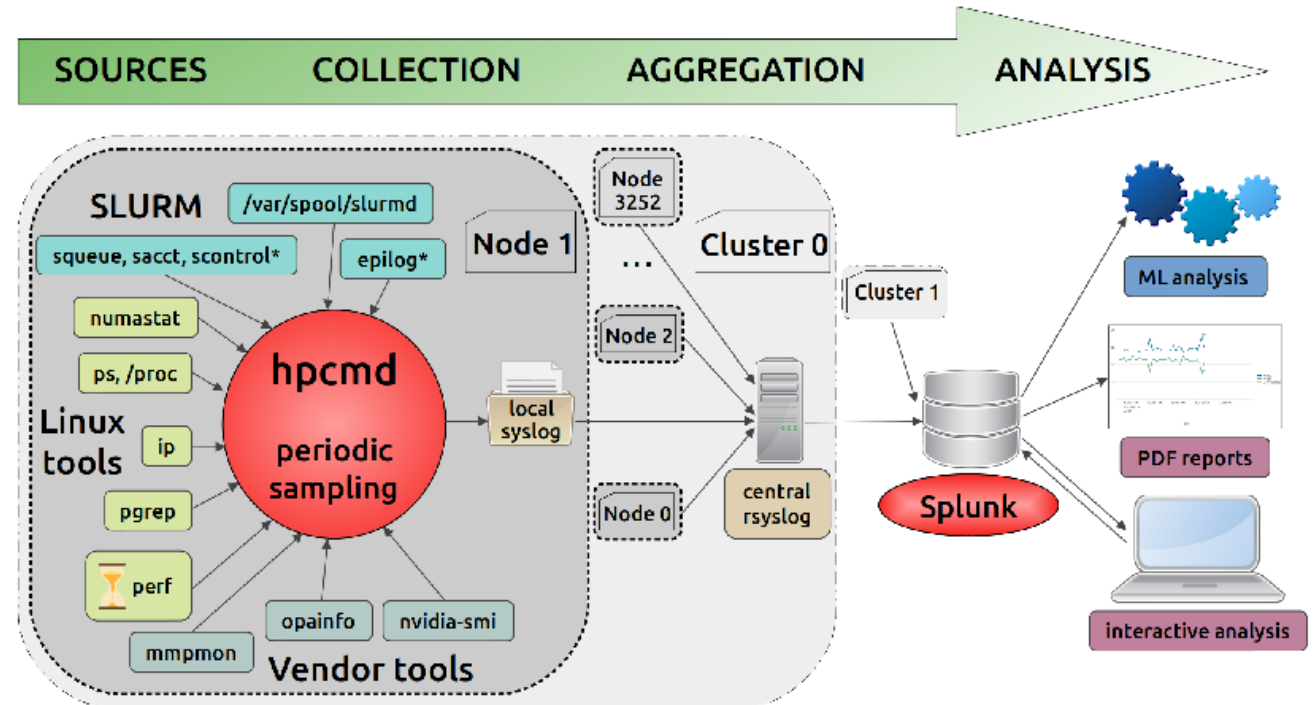 SOURCES
COLLECTION
AGGREGATION
ANALYSIS
SLURM
/var/spool/slurmd
squeue, sacct, scontrol*
epilog*
Node 1
numastat
ps, /proc
Linux
tools
ip
pgrep
perf
mmpmon
opainfo
nvidia-smi
Vendor tools
hpcmd
periodic
sampling
local
syslog
Node
3252
...
Node 2
Node 0
Cluster 0
central
rsyslog
Cluster 1
Splunk
ML analysis
PDF reports
interactive analysis